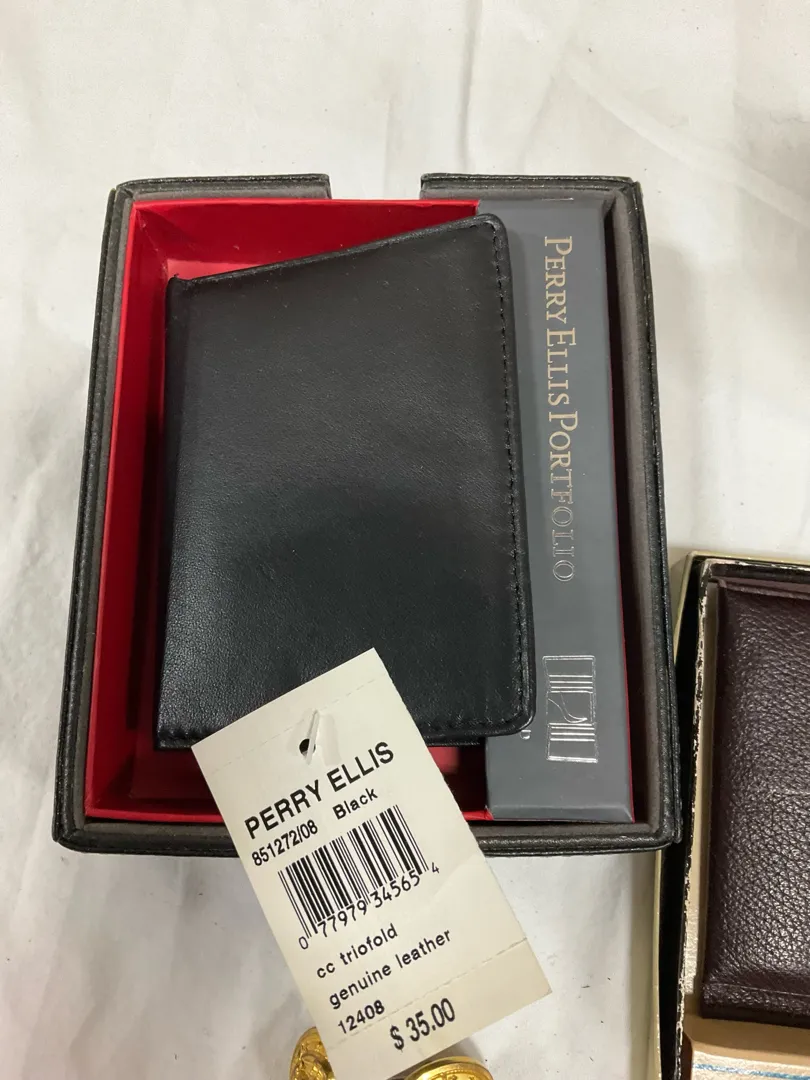 PERRY ELLIS PORTFOLIO
PERRY ELLIS
851272/08 Black
0 77979 34565 4
cc triofold
genuine leather
12408
$ 35.00